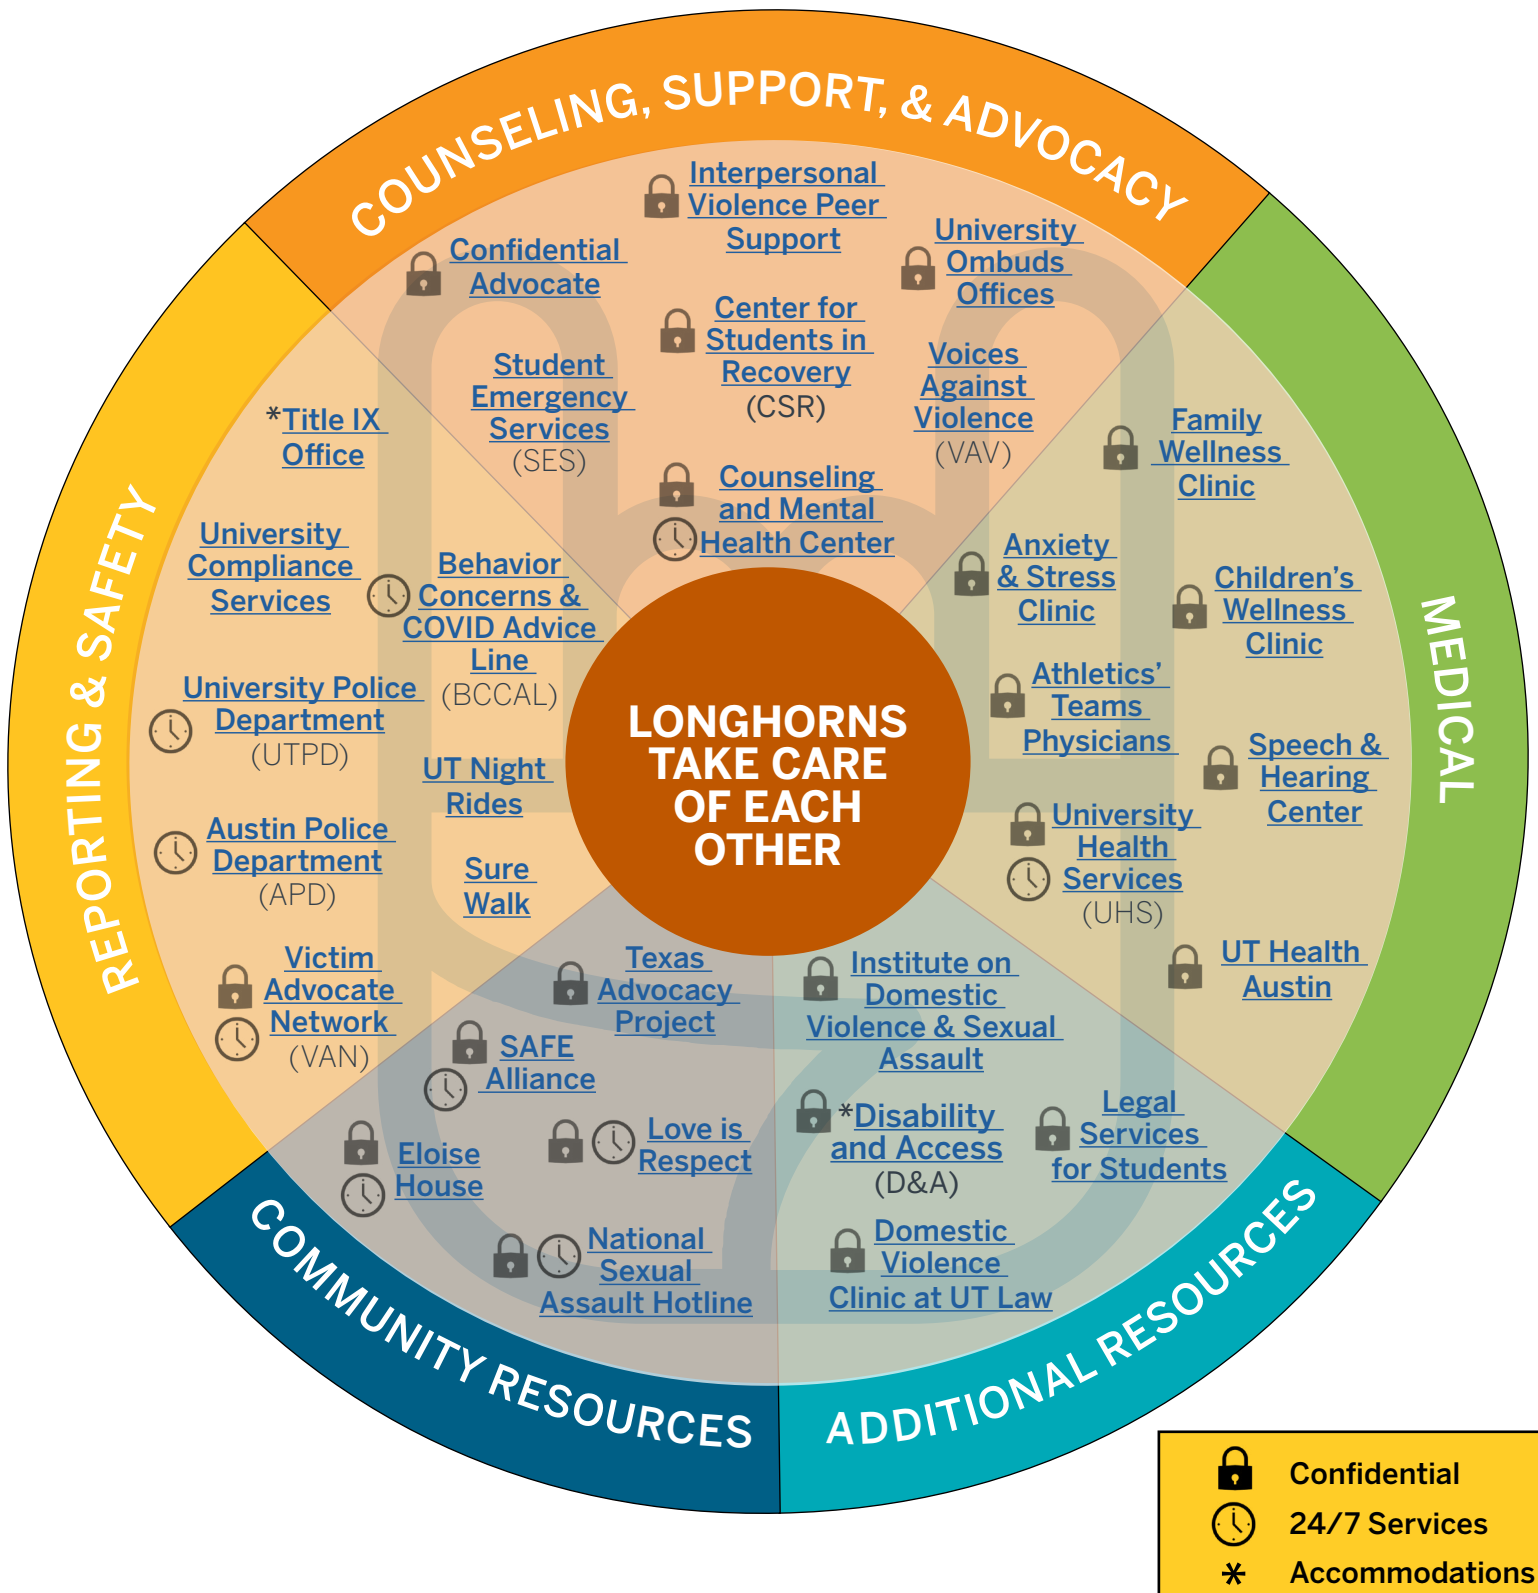 COUNSELING, SUPPORT, & ADVOCACY
Confidential
Advocate
Interpersonal
Violence Peer
Support
University
Ombuds
Offices
Student
Emergency
Services
(SES)
Center for
Students in
Recovery
(CSR)
Voices
Against
Violence
(VAV)
Counseling
and Mental
Health Center
MEDICAL
Family
Wellness
Clinic
Anxiety
& Stress
Clinic
Children's
Wellness
Clinic
Athletics'
Teams
Physicians
Speech &
Hearing
Center
University
Health
Services
(UHS)
UT Health
Austin
ADDITIONAL RESOURCES
Institute on
Domestic
Violence & Sexual
Assault
*Disability
and Access
(D&A)
Legal
Services
for Students
Domestic
Violence
Clinic at UT Law
COMMUNITY RESOURCES
Texas
Advocacy
Project
SAFE
Alliance
Eloise
House
Love is
Respect
National
Sexual
Assault Hotline
REPORTING & SAFETY
*Title IX
Office
University
Compliance
Services
Behavior
Concerns &
COVID Advice
Line
(BCCAL)
University Police
Department
(UTPD)
UT Night
Rides
Austin Police
Department
(APD)
Sure
Walk
Victim
Advocate
Network
(VAN)
LONGHORNS
TAKE CARE
OF EACH
OTHER
Confidential
24/7 Services
* Accommodations